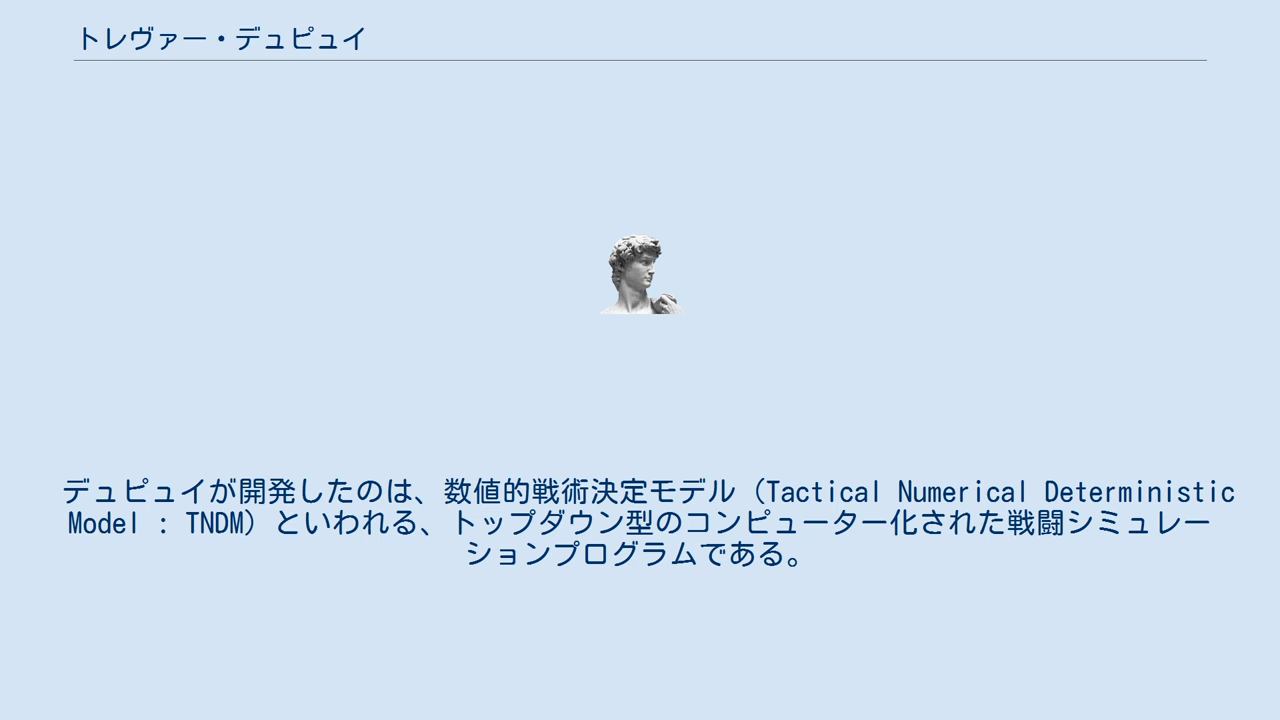 トレヴァー・デュピュイ
デュピュイが開発したのは、数値的戦術決定モデル（Tactical Numerical Deterministic
Model : TNDM）といわれる、トップダウン型のコンピューター化された戦闘シミュレー
ションプログラムである。